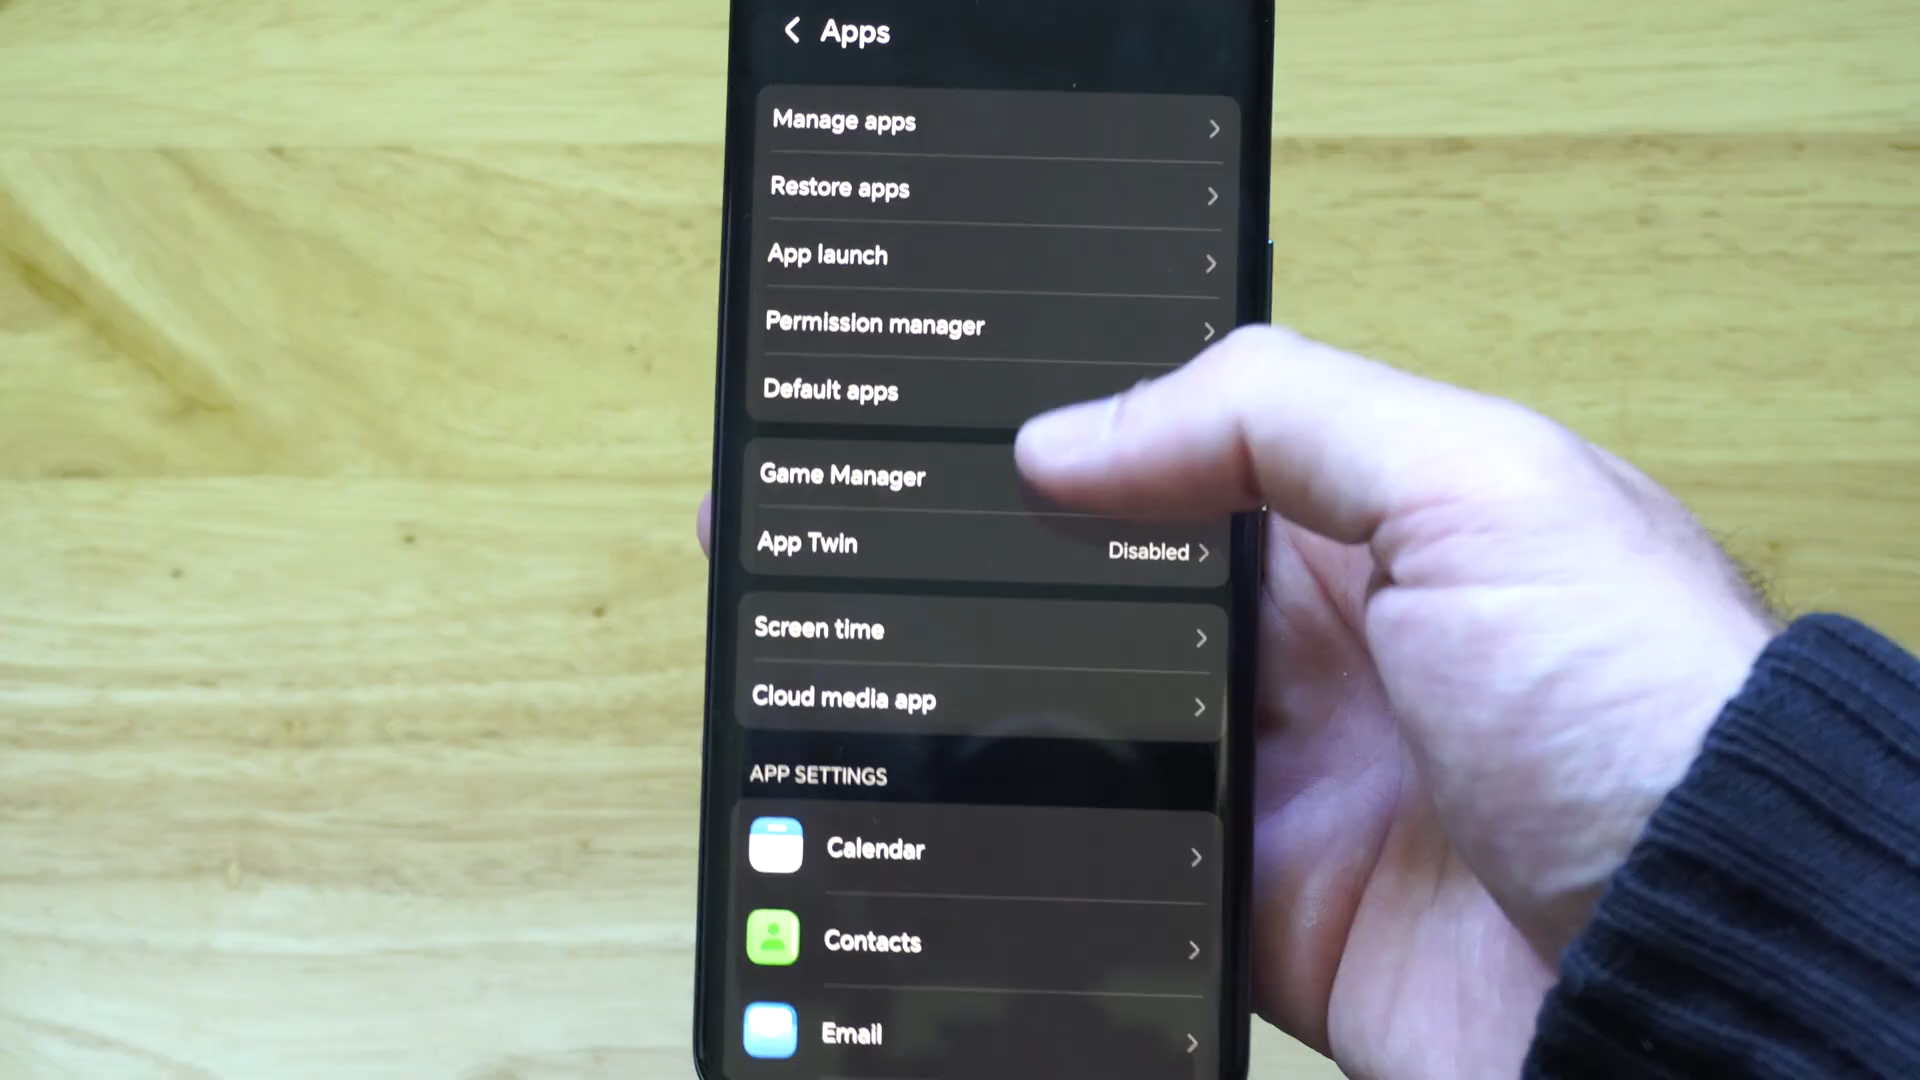 Apps
Manage apps
Restore apps
App launch
Permission manager
Default apps
Game Manager
App Twin Disabled
Screen time
Cloud media app
APP SETTINGS
Calendar
Contacts
Email